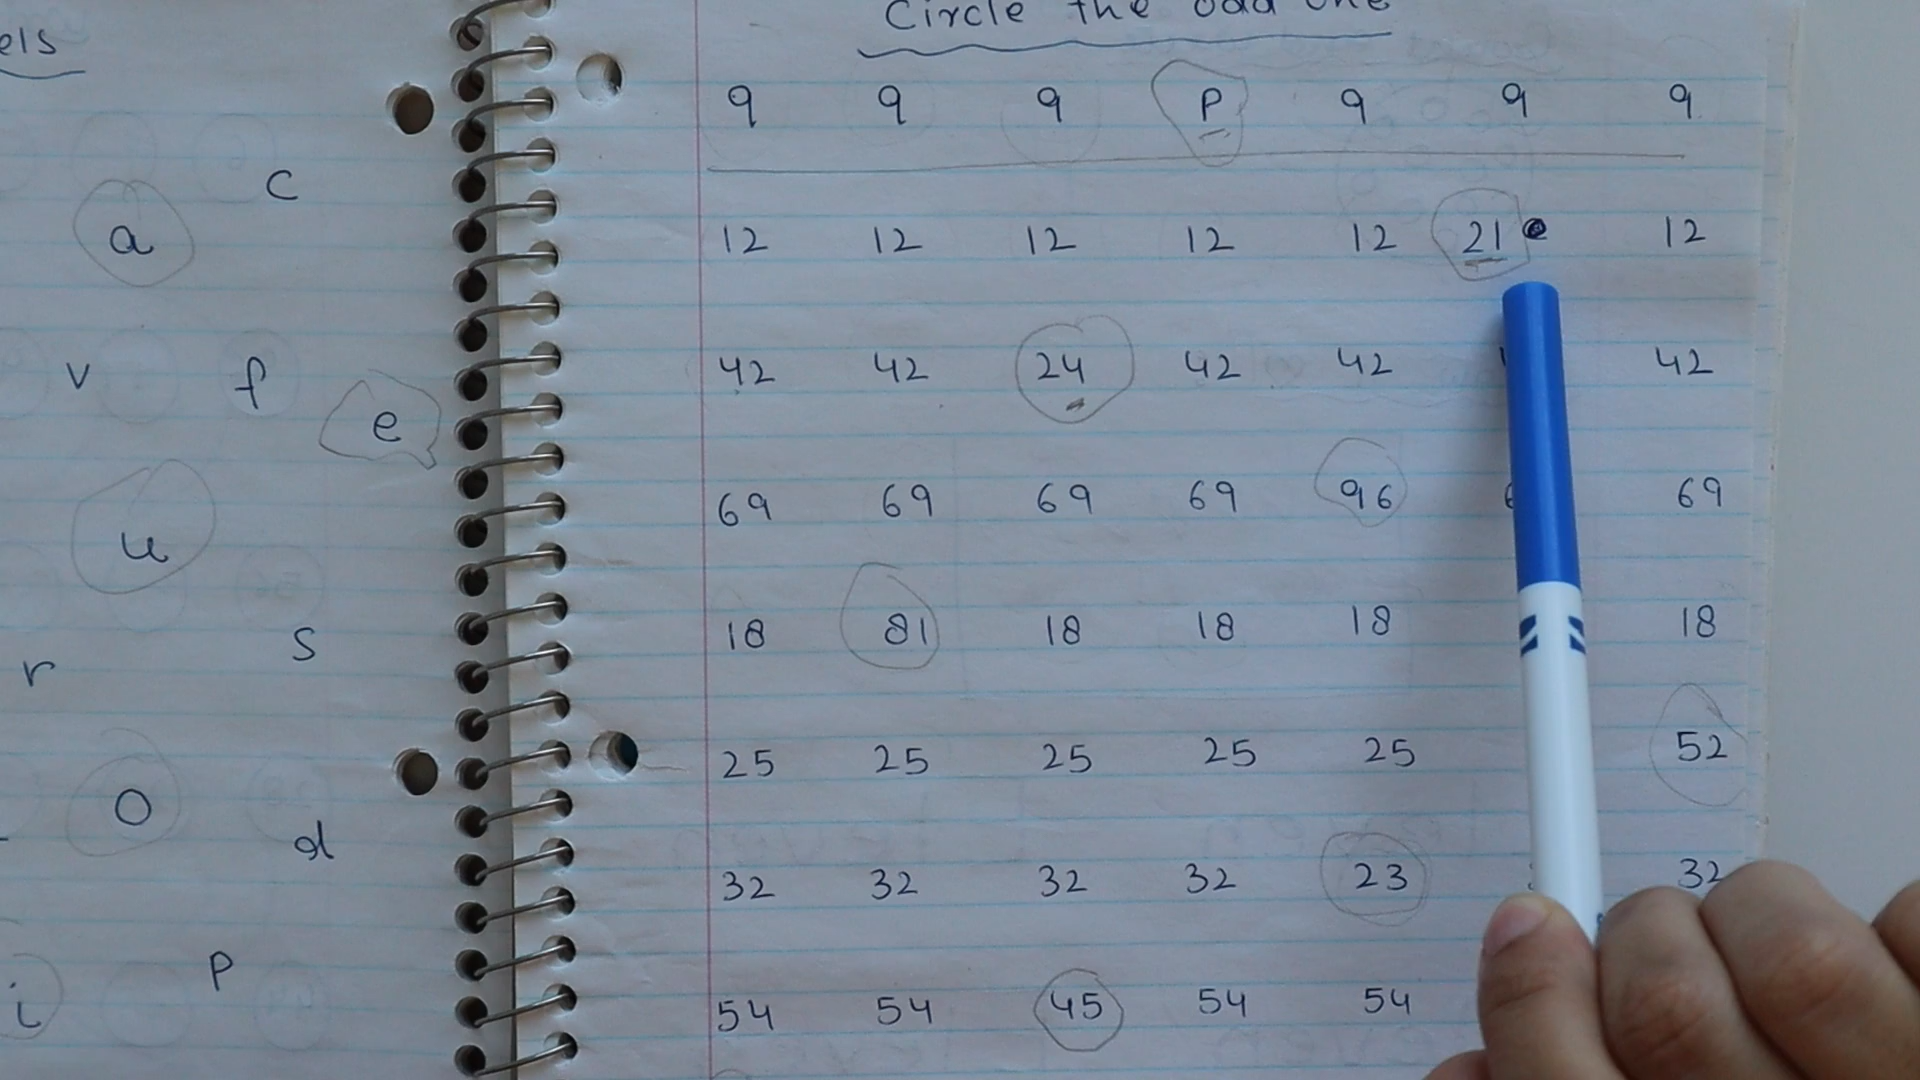 els
a c
v f e
u
r s
o d
i p
Circle the odd one
9 9 9 P 9 9 9
12 12 12 12 12 21 12
42 42 24 42 42 42
69 69 69 69 96 69
18 81 18 18 18 18
25 25 25 25 25 52
32 32 32 32 23 32
54 54 45 54 54